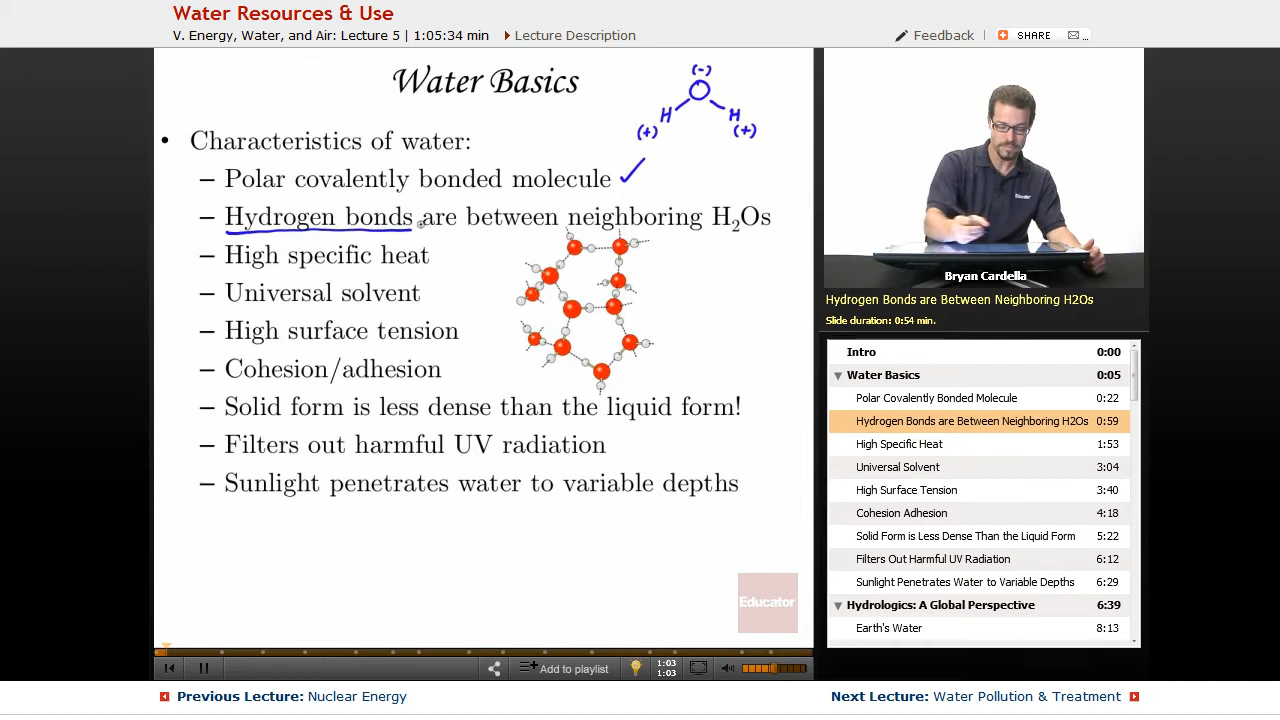 Water Resources & Use
V. Energy, Water, and Air: Lecture 5 | 1:05:34 min
Lecture Description
Feedback
SHARE
Water Basics
(-)
H
H
(+)
(+)
• Characteristics of water:
– Polar covalently bonded molecule
– Hydrogen bonds are between neighboring H₂Os
– High specific heat
– Universal solvent
– High surface tension
– Cohesion/adhesion
– Solid form is less dense than the liquid form!
– Filters out harmful UV radiation
– Sunlight penetrates water to variable depths
Educator
Bryan Cardella
Hydrogen Bonds are Between Neighboring H2Os
Slide duration: 0:54 min.
Intro 0:00
Water Basics 0:05
Polar Covalently Bonded Molecule 0:22
Hydrogen Bonds are Between Neighboring H2Os 0:59
High Specific Heat 1:53
Universal Solvent 3:04
High Surface Tension 3:40
Cohesion Adhesion 4:18
Solid Form is Less Dense Than the Liquid Form 5:22
Filters Out Harmful UV Radiation 6:12
Sunlight Penetrates Water to Variable Depths 6:29
Hydrologics: A Global Perspective 6:39
Earth's Water 8:13
Add to playlist
1:03
1:03
Previous Lecture: Nuclear Energy
Next Lecture: Water Pollution & Treatment